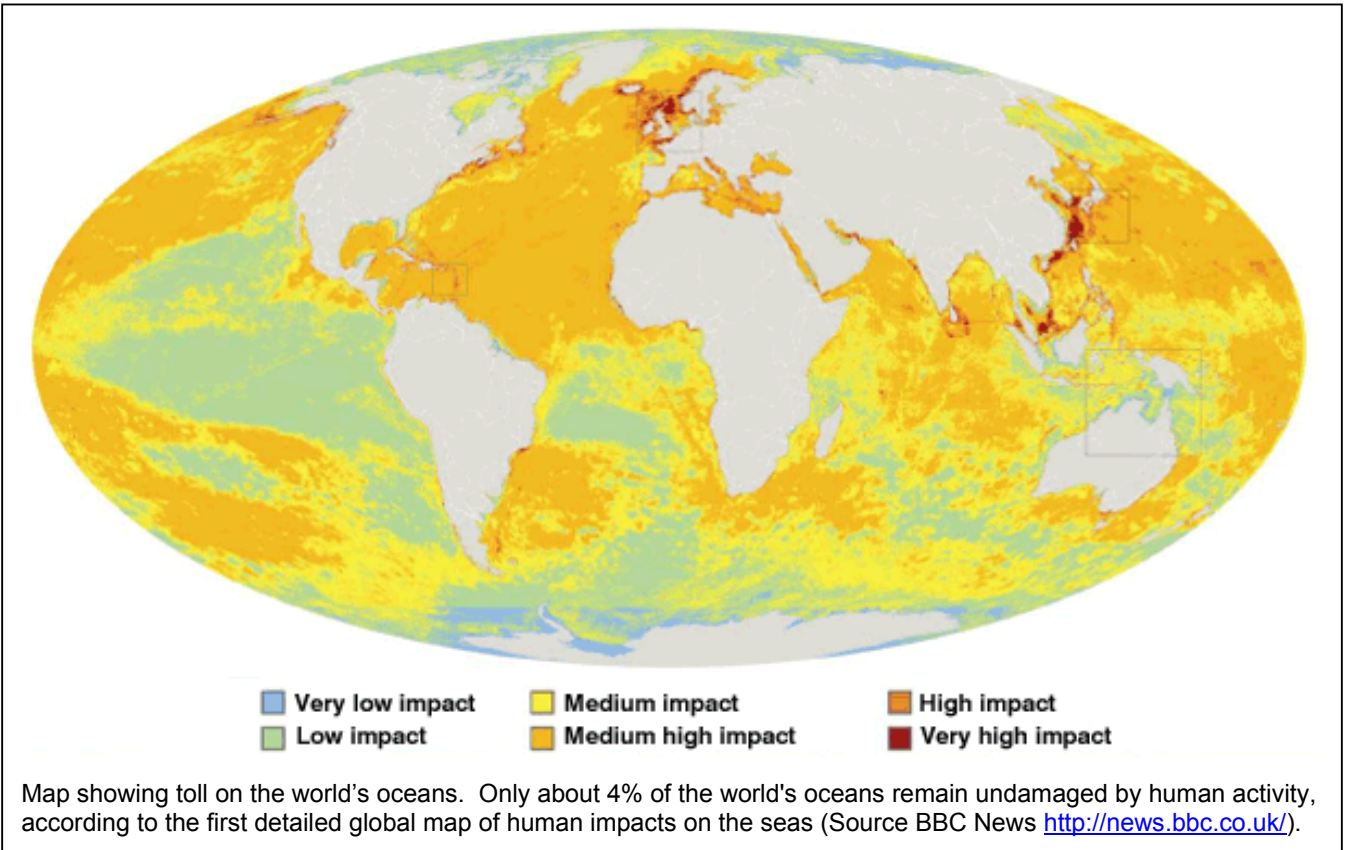 Very low impact
Medium impact
High impact
Low impact
Medium high impact
Very high impact
Map showing toll on the world’s oceans.  Only about 4% of the world's oceans remain undamaged by human activity,
according to the first detailed global map of human impacts on the seas (Source BBC News http://news.bbc.co.uk/).